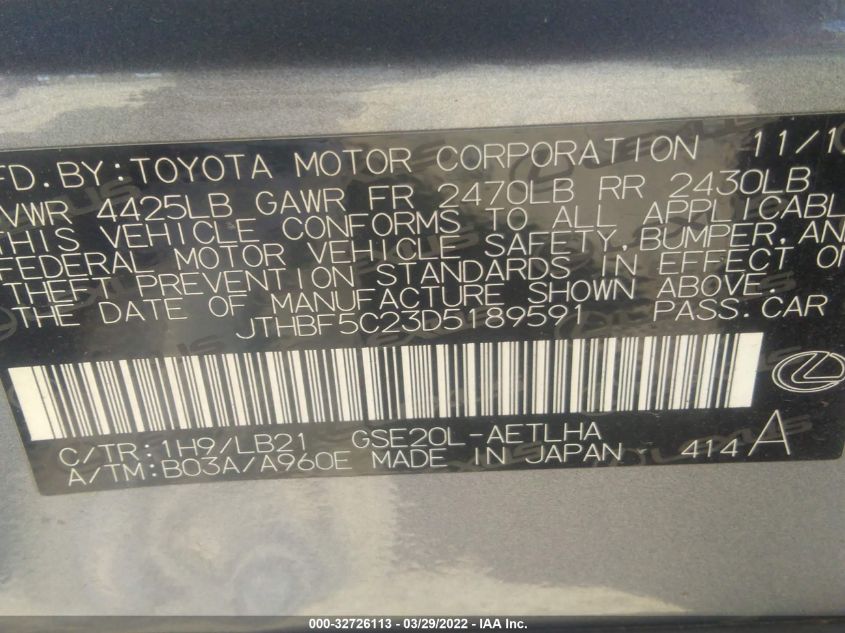 FD. BY: TOYOTA MOTOR CORPORATION 11/1
VWR 4425LB GAWR FR 2470LB RR 2430LB
THIS VEHICLE CONFORMS TO ALL APPLICABL
FEDERAL MOTOR VEHICLE SAFETY, BUMPER, AN
THEFT PREVENTION STANDARDS IN EFFECT ON
THE DATE OF MANUFACTURE SHOWN ABOVE.
JTHBF5C23D5189591 PASS. CAR
C/TR: 1H9/LB21 GSE20L-AETLHA
A/TM: B03A/A960E MADE IN JAPAN 414 A
000-32726113 - 03/29/2022 - IAA Inc.